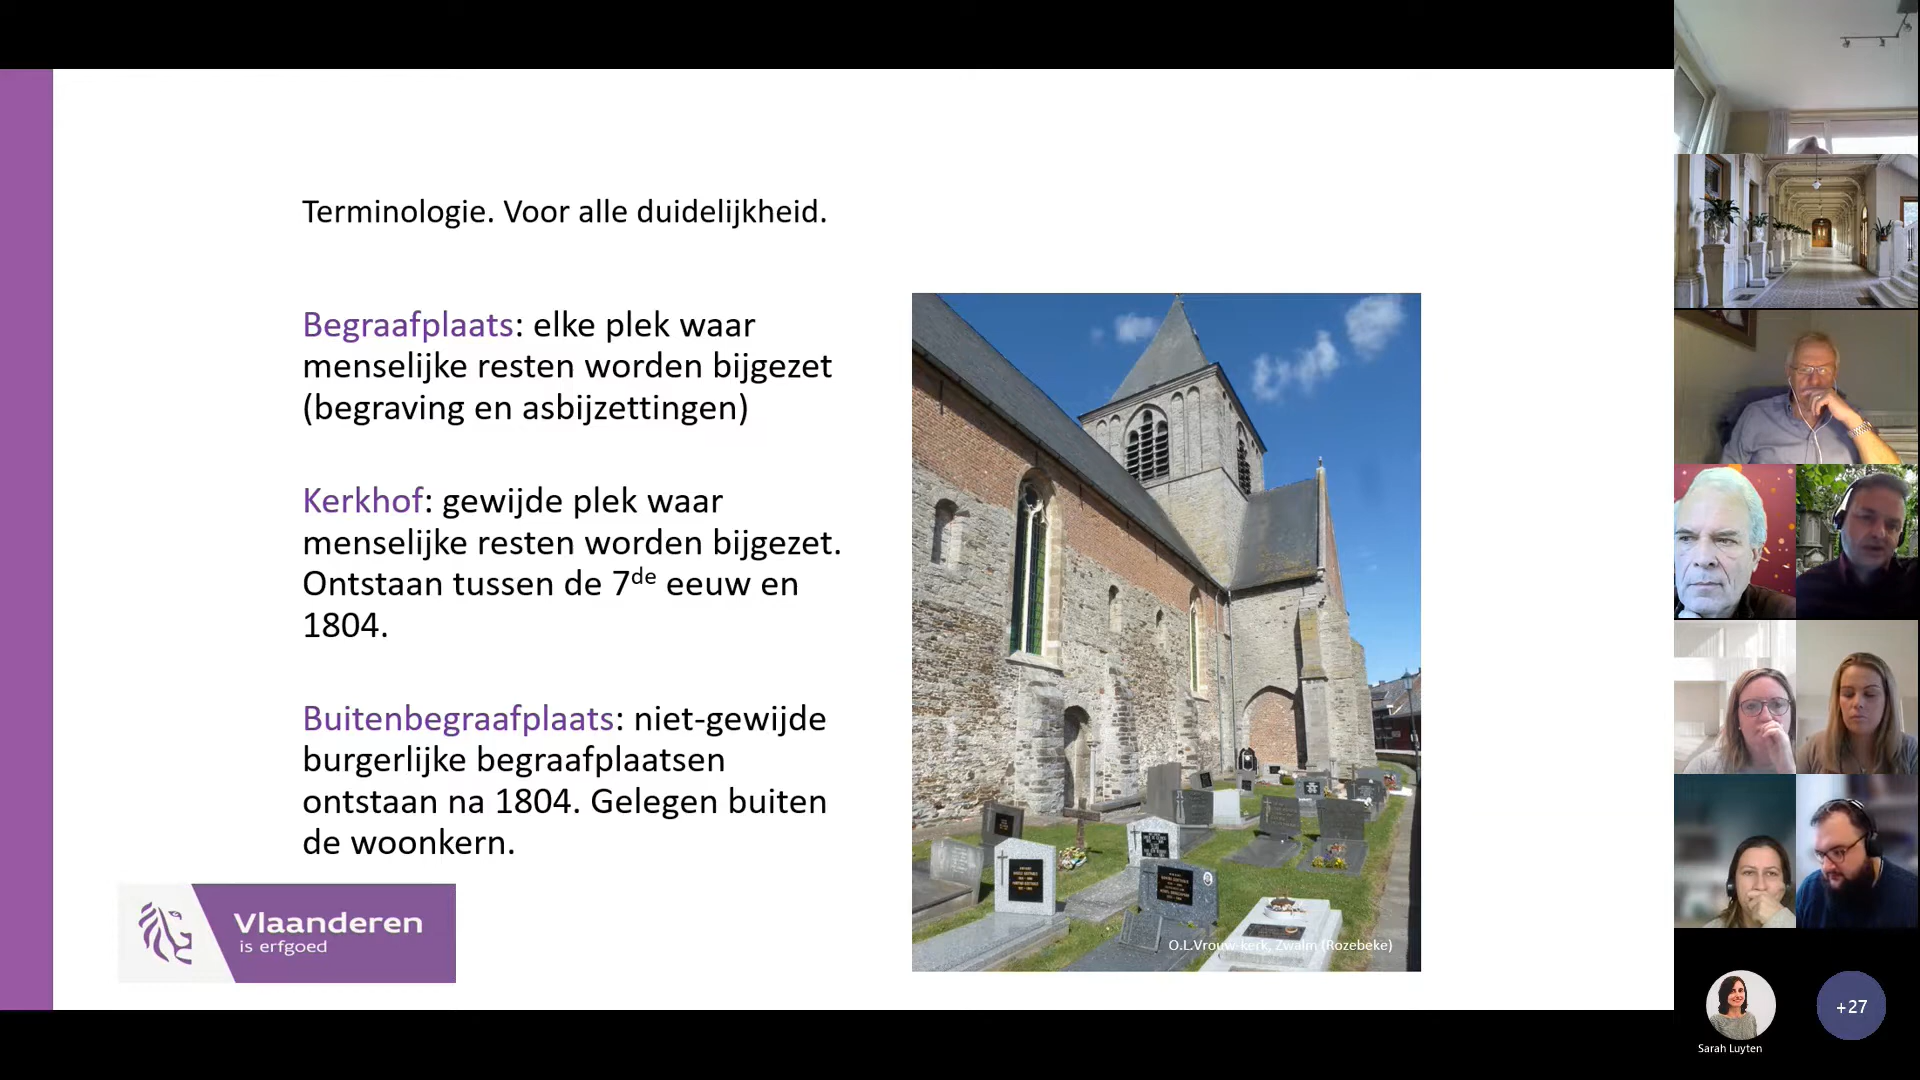 Terminologie. Voor alle duidelijkheid.
Begraafplaats: elke plek waar
menselijke resten worden bijgezet
(begraving en asbijzettingen)
Kerkhof: gewijde plek waar
menselijke resten worden bijgezet.
Ontstaan tussen de 7de eeuw en
1804.
Buitenbegraafplaats: niet-gewijde
burgerlijke begraafplaatsen
ontstaan na 1804. Gelegen buiten
de woonkern.
Vlaanderen
is erfgoed
O.L.Vrouw-kerk, Zwalm (Rozebeke)
+27
Sarah Luyten